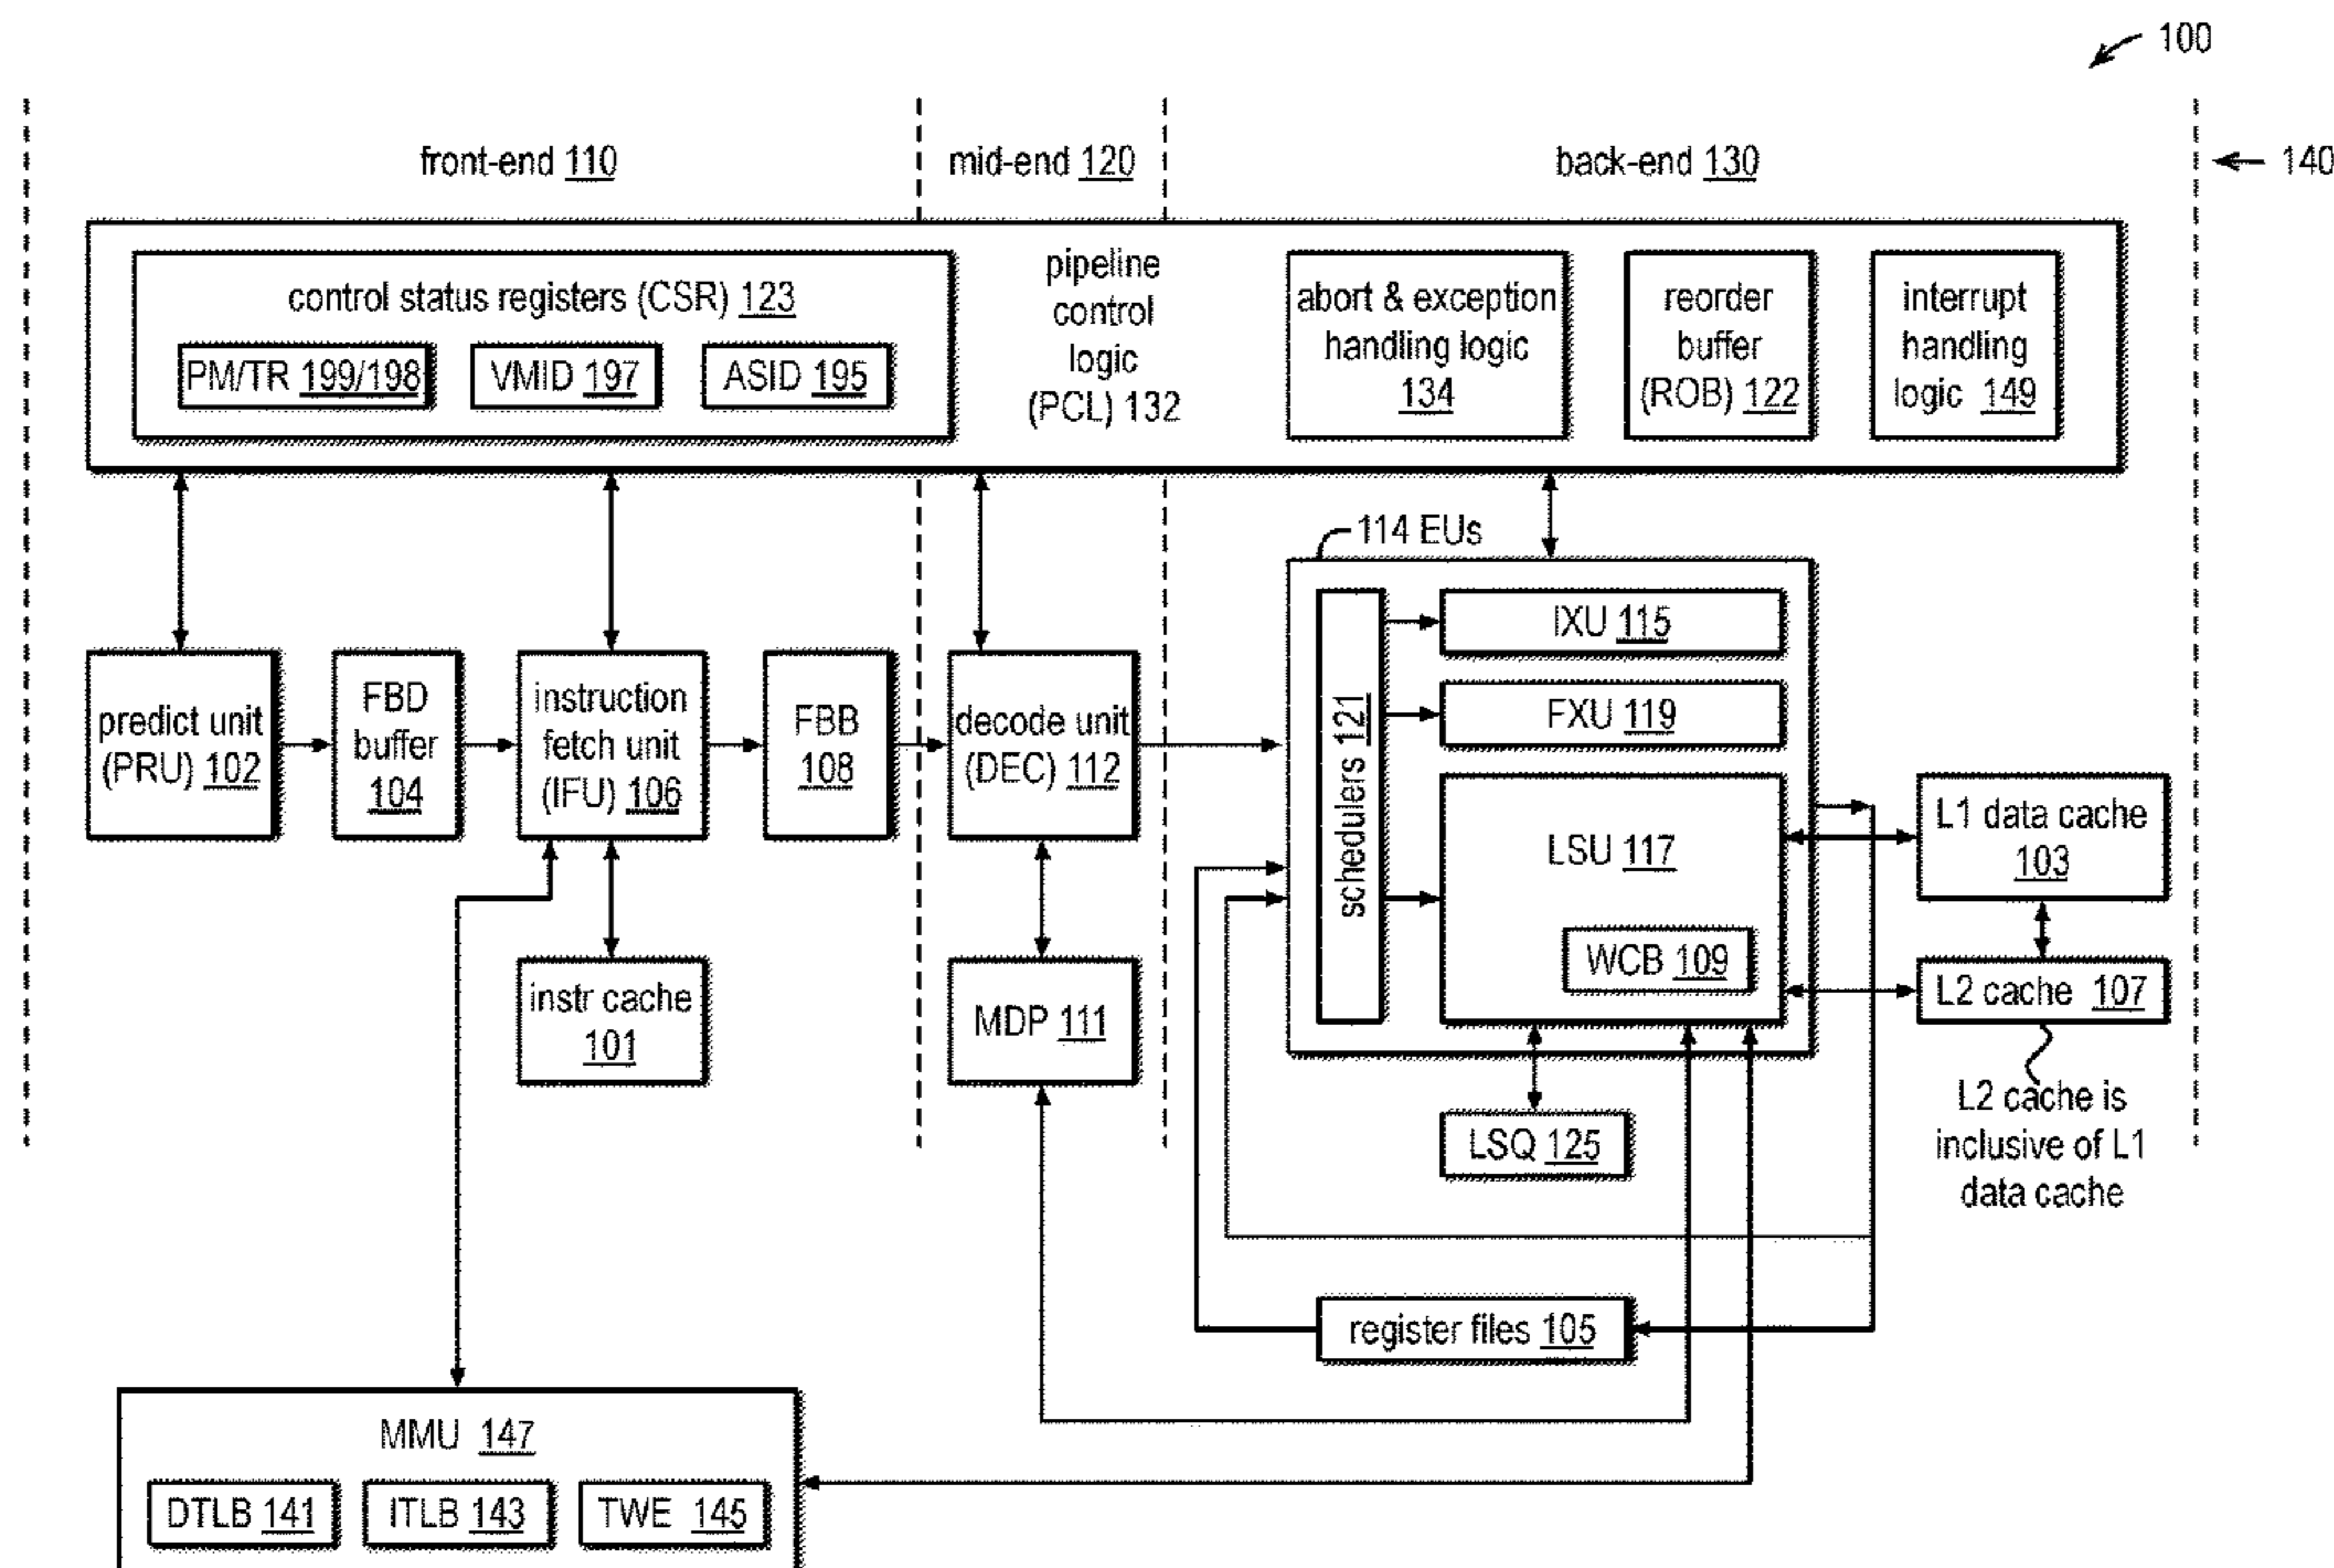 100
front-end 110
mid-end 120
back-end 130
140
control status registers (CSR) 123
PM/TR 199/198
VMID 197
ASID 195
pipeline
control
logic
(PCL) 132
abort & exception
handling logic
134
reorder
buffer
(ROB) 122
interrupt
handling
logic 149
114 EUs
predict unit
(PRU) 102
FBD
buffer
104
instruction
fetch unit
(IFU) 106
FBB
108
decode unit
(DEC) 112
schedulers 121
IXU 115
FXU 119
LSU 117
WCB 109
L1 data cache
103
L2 cache 107
L2 cache is
inclusive of L1
data cache
instr cache
101
MDP 111
LSQ 125
register files 105
MMU 147
DTLB 141
ITLB 143
TWE 145